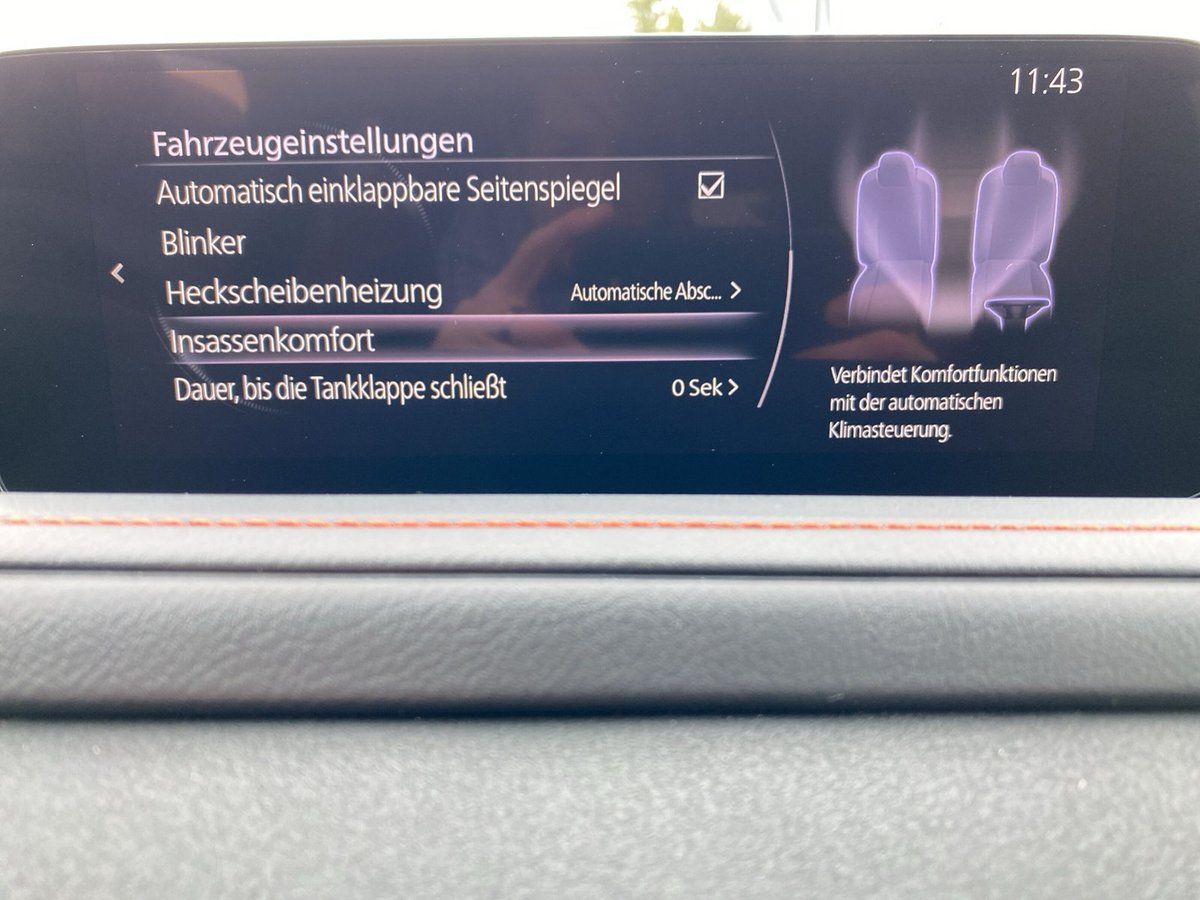 11:43
Fahrzeugeinstellungen
Automatisch einklappbare Seitenspiegel
Blinker
Heckscheibenheizung Automatische Absc... >
Insassenkomfort
Dauer, bis die Tankklappe schließt 0 Sek >
Verbindet Komfortfunktionen
mit der automatischen
Klimasteuerung.